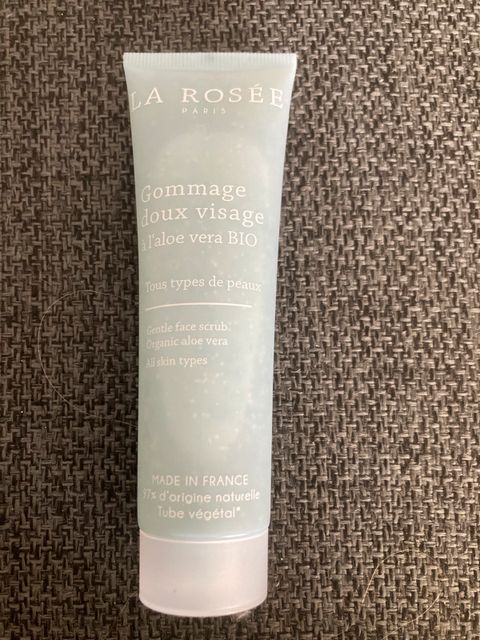 LA ROSÉE
PARIS
Gommage
doux visage
à l'aloe vera BIO
Tous types de peaux
Gentle face scrub
Organic aloe vera
All skin types
MADE IN FRANCE
97% d'origine naturelle
Tube végétal*